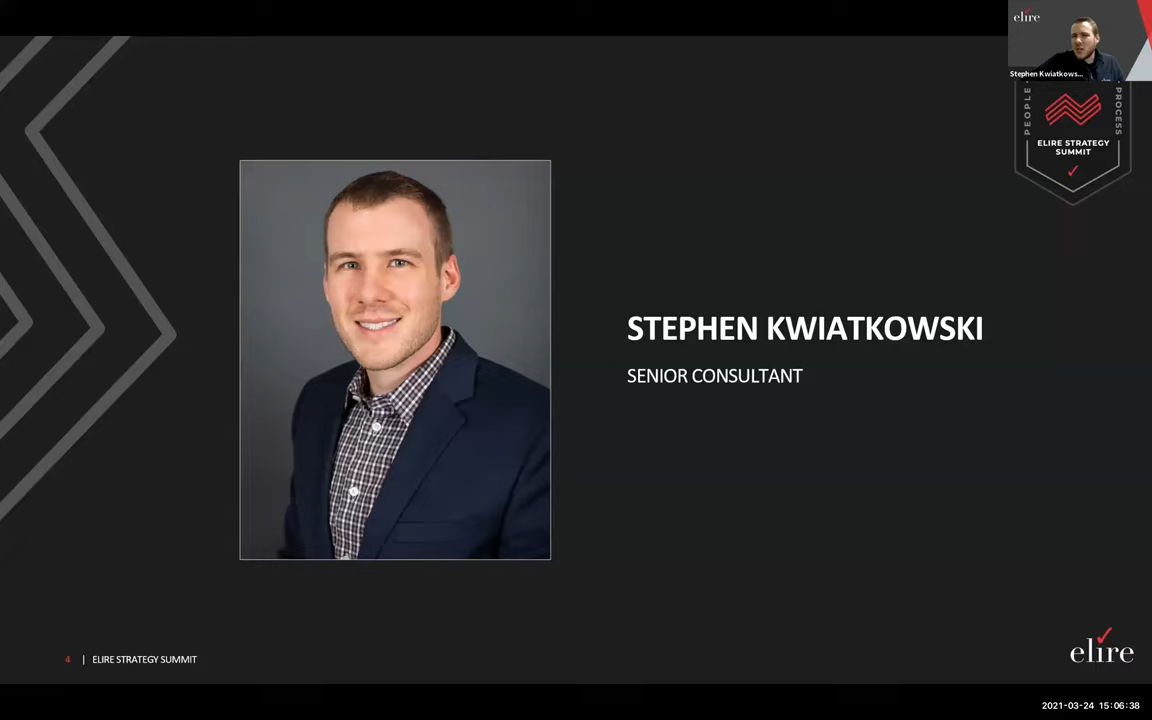 elire
Stephen Kwiatkows...
PEOPLE
PROCESS
ELIRE STRATEGY
SUMMIT
STEPHEN KWIATKOWSKI
SENIOR CONSULTANT
4 | ELIRE STRATEGY SUMMIT
elire
2021-03-24 15:06:38